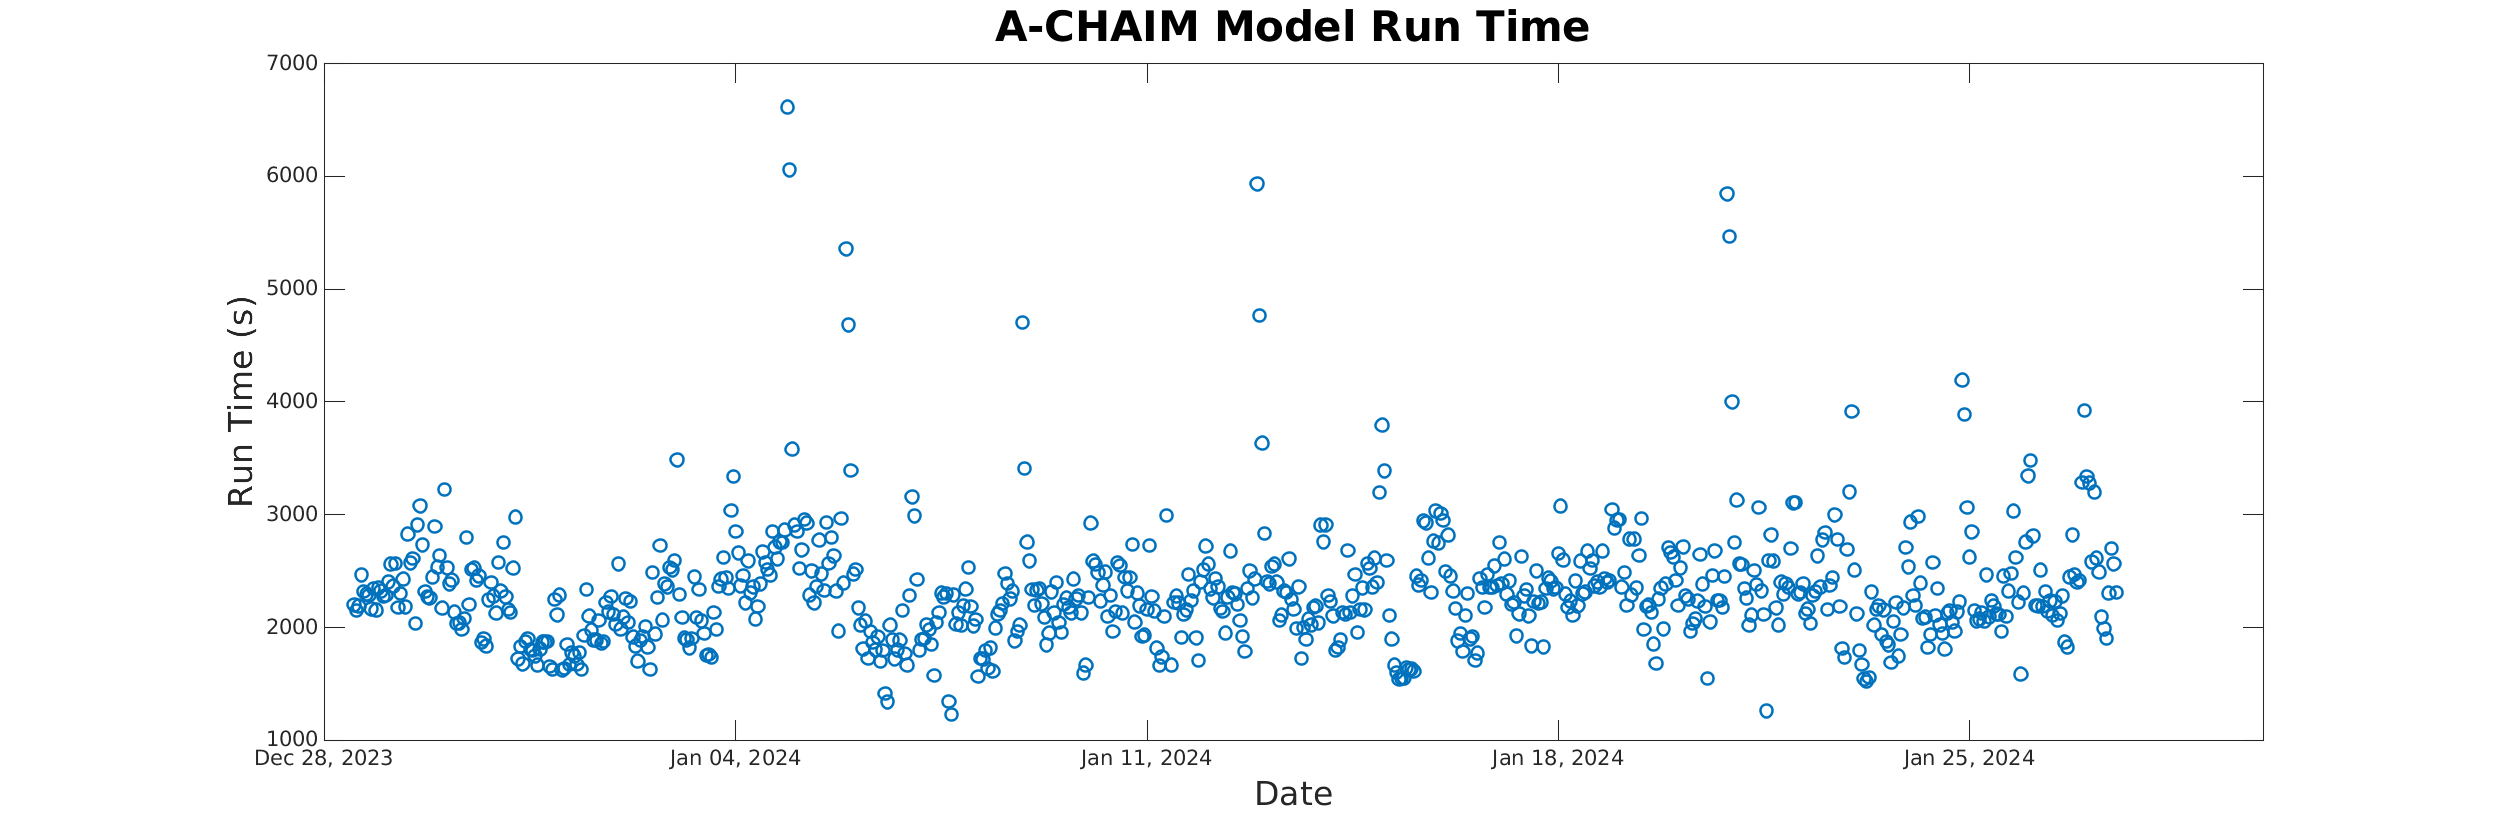 A-CHAIM Model Run Time
7000
6000
5000
4000
3000
2000
1000
Run Time (s)
Dec 28, 2023
Jan 04, 2024
Jan 11, 2024
Jan 18, 2024
Jan 25, 2024
Date